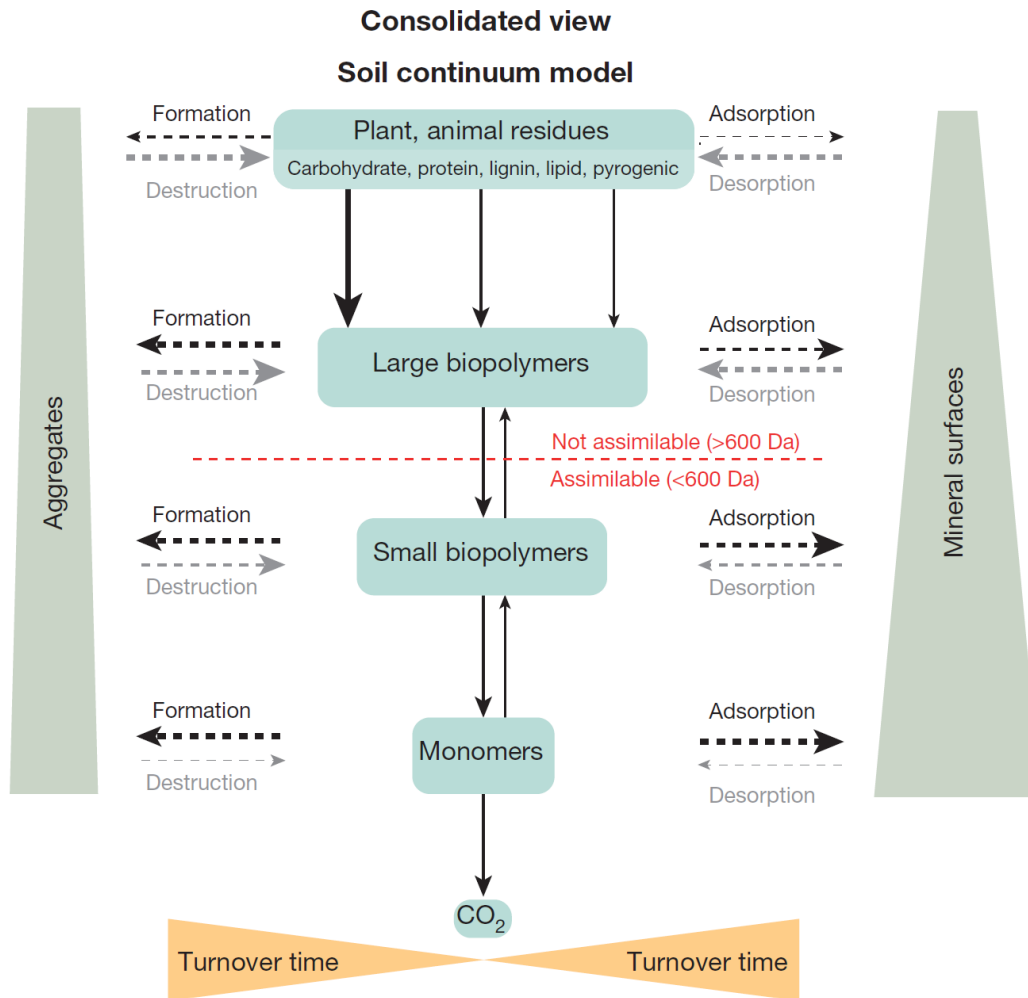 Consolidated view
Soil continuum model
Formation
Adsorption
Plant, animal residues
Carbohydrate, protein, lignin, lipid, pyrogenic
Destruction
Desorption
Formation
Adsorption
Large biopolymers
Destruction
Desorption
Not assimilable (>600 Da)
Assimilable (<600 Da)
Aggregates
Mineral surfaces
Formation
Adsorption
Small biopolymers
Destruction
Desorption
Formation
Adsorption
Monomers
Destruction
Desorption
CO2
Turnover time
Turnover time